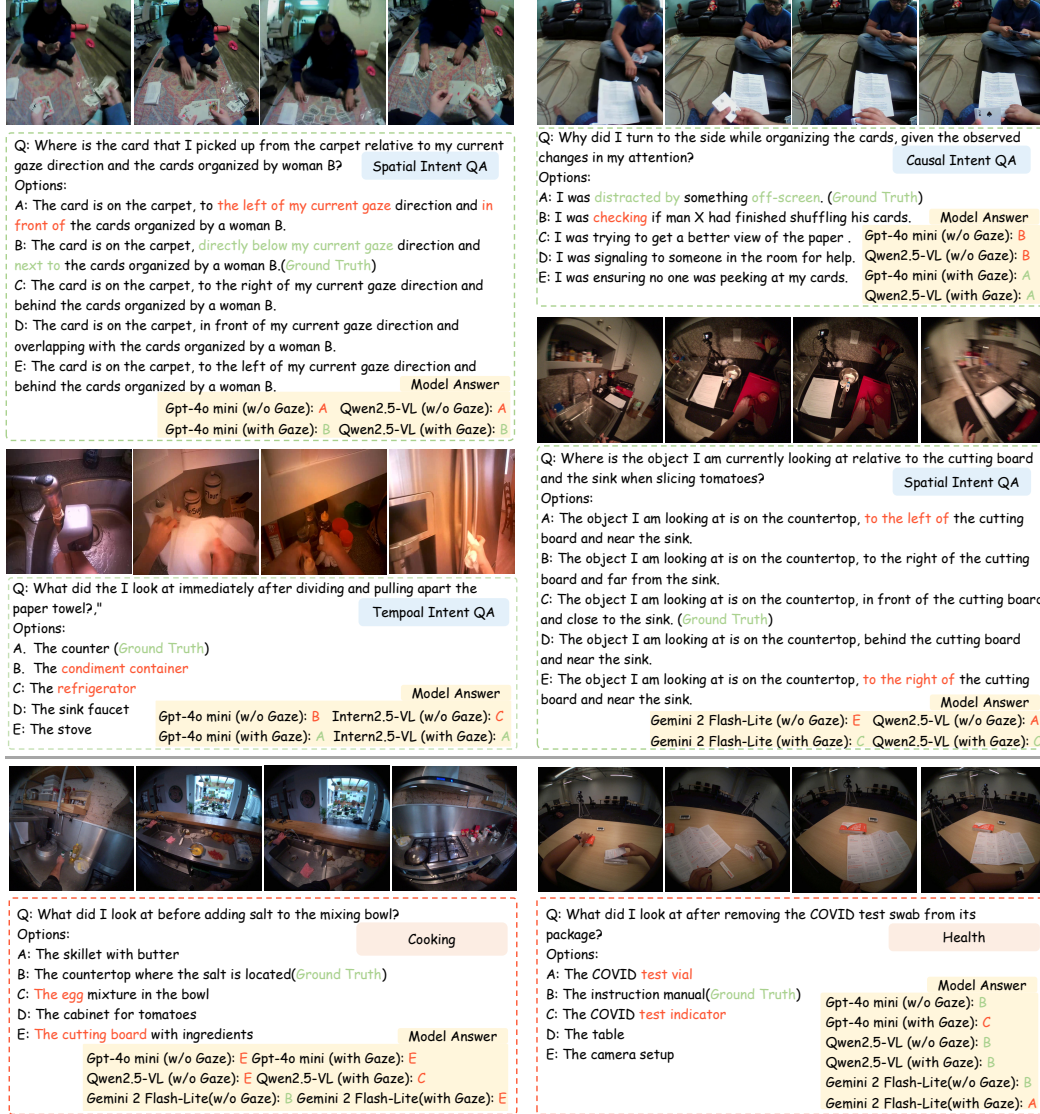 Q: Where is the card that I picked up from the carpet relative to my current
gaze direction and the cards organized by woman B?
Spatial Intent QA
Options:
A: The card is on the carpet, to the left of my current gaze direction and in
front of the cards organized by a woman B.
B: The card is on the carpet, directly below my current gaze direction and
next to the cards organized by a woman B.(Ground Truth)
C: The card is on the carpet, to the right of my current gaze direction and
behind the cards organized by a woman B.
D: The card is on the carpet, in front of my current gaze direction and
overlapping with the cards organized by a woman B.
E: The card is on the carpet, to the left of my current gaze direction and
behind the cards organized by a woman B.
Model Answer
Gpt-4o mini (w/o Gaze): A Qwen2.5-VL (w/o Gaze): A
Gpt-4o mini (with Gaze): B Qwen2.5-VL (with Gaze): B
Q: What did the I look at immediately after dividing and pulling apart the
paper towel?,"
Tempoal Intent QA
Options:
A. The counter (Ground Truth)
B. The condiment container
C: The refrigerator
D: The sink faucet
E: The stove
Model Answer
Gpt-4o mini (w/o Gaze): B Intern2.5-VL (w/o Gaze): C
Gpt-4o mini (with Gaze): A Intern2.5-VL (with Gaze): A
Q: Why did I turn to the side while organizing the cards, given the observed
changes in my attention?
Causal Intent QA
Options:
A: I was distracted by something off-screen. (Ground Truth)
B: I was checking if man X had finished shuffling his cards.
C: I was trying to get a better view of the paper .
D: I was signaling to someone in the room for help.
E: I was ensuring no one was peeking at my cards.
Model Answer
Gpt-4o mini (w/o Gaze): B
Qwen2.5-VL (w/o Gaze): B
Gpt-4o mini (with Gaze): A
Qwen2.5-VL (with Gaze): A
Q: Where is the object I am currently looking at relative to the cutting board
and the sink when slicing tomatoes?
Spatial Intent QA
Options:
A: The object I am looking at is on the countertop, to the left of the cutting
board and near the sink.
B: The object I am looking at is on the countertop, to the right of the cutting
board and far from the sink.
C: The object I am looking at is on the countertop, in front of the cutting board
and close to the sink. (Ground Truth)
D: The object I am looking at is on the countertop, behind the cutting board
and near the sink.
E: The object I am looking at is on the countertop, to the right of the cutting
board and near the sink.
Model Answer
Gemini 2 Flash-Lite (w/o Gaze): E Qwen2.5-VL (w/o Gaze): A
Gemini 2 Flash-Lite (with Gaze): C Qwen2.5-VL (with Gaze): C
Q: What did I look at before adding salt to the mixing bowl?
Cooking
Options:
A: The skillet with butter
B: The countertop where the salt is located(Ground Truth)
C: The egg mixture in the bowl
D: The cabinet for tomatoes
E: The cutting board with ingredients
Model Answer
Gpt-4o mini (w/o Gaze): E Gpt-4o mini (with Gaze): E
Qwen2.5-VL (w/o Gaze): E Qwen2.5-VL (with Gaze): C
Gemini 2 Flash-Lite(w/o Gaze): B Gemini 2 Flash-Lite(with Gaze): E
Q: What did I look at after removing the COVID test swab from its
package?
Health
Options:
A: The COVID test vial
B: The instruction manual(Ground Truth)
C: The COVID test indicator
D: The table
E: The camera setup
Model Answer
Gpt-4o mini (w/o Gaze): B
Gpt-4o mini (with Gaze): C
Qwen2.5-VL (w/o Gaze): B
Qwen2.5-VL (with Gaze): B
Gemini 2 Flash-Lite(w/o Gaze): B
Gemini 2 Flash-Lite(with Gaze): A